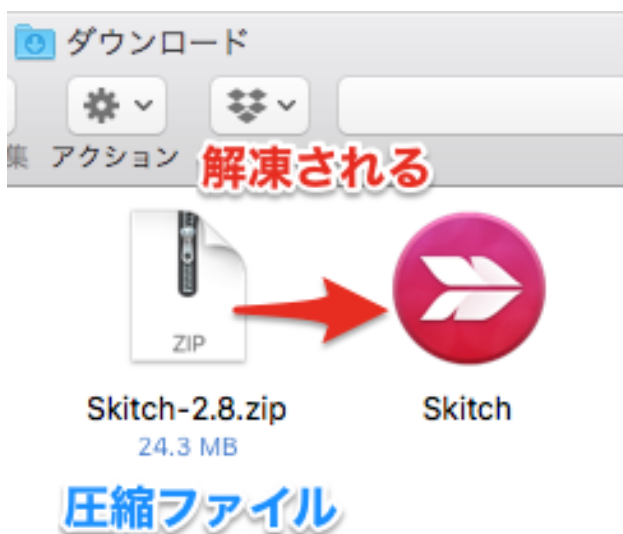 ダウンロード
集 アクション
解凍される
ZIP
Skitch-2.8.zip
Skitch
24.3 MB
圧縮ファイル